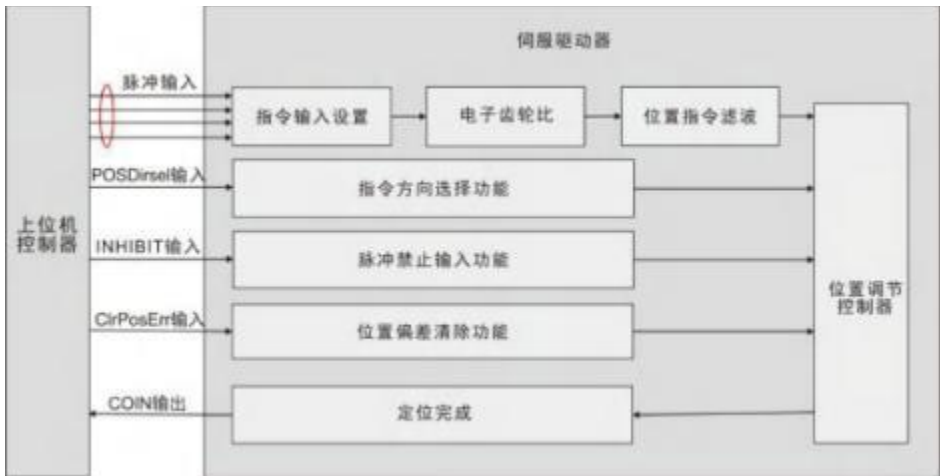 伺服驱动器
脉冲输入
指令输入设置
电子齿轮比
位置指令滤波
POSDirsel输入
指令方向选择功能
上位机
控制器
INHIBIT输入
脉冲禁止输入功能
位置调节
控制器
ClrPosErr输入
位置偏差清除功能
COIN输出
定位完成